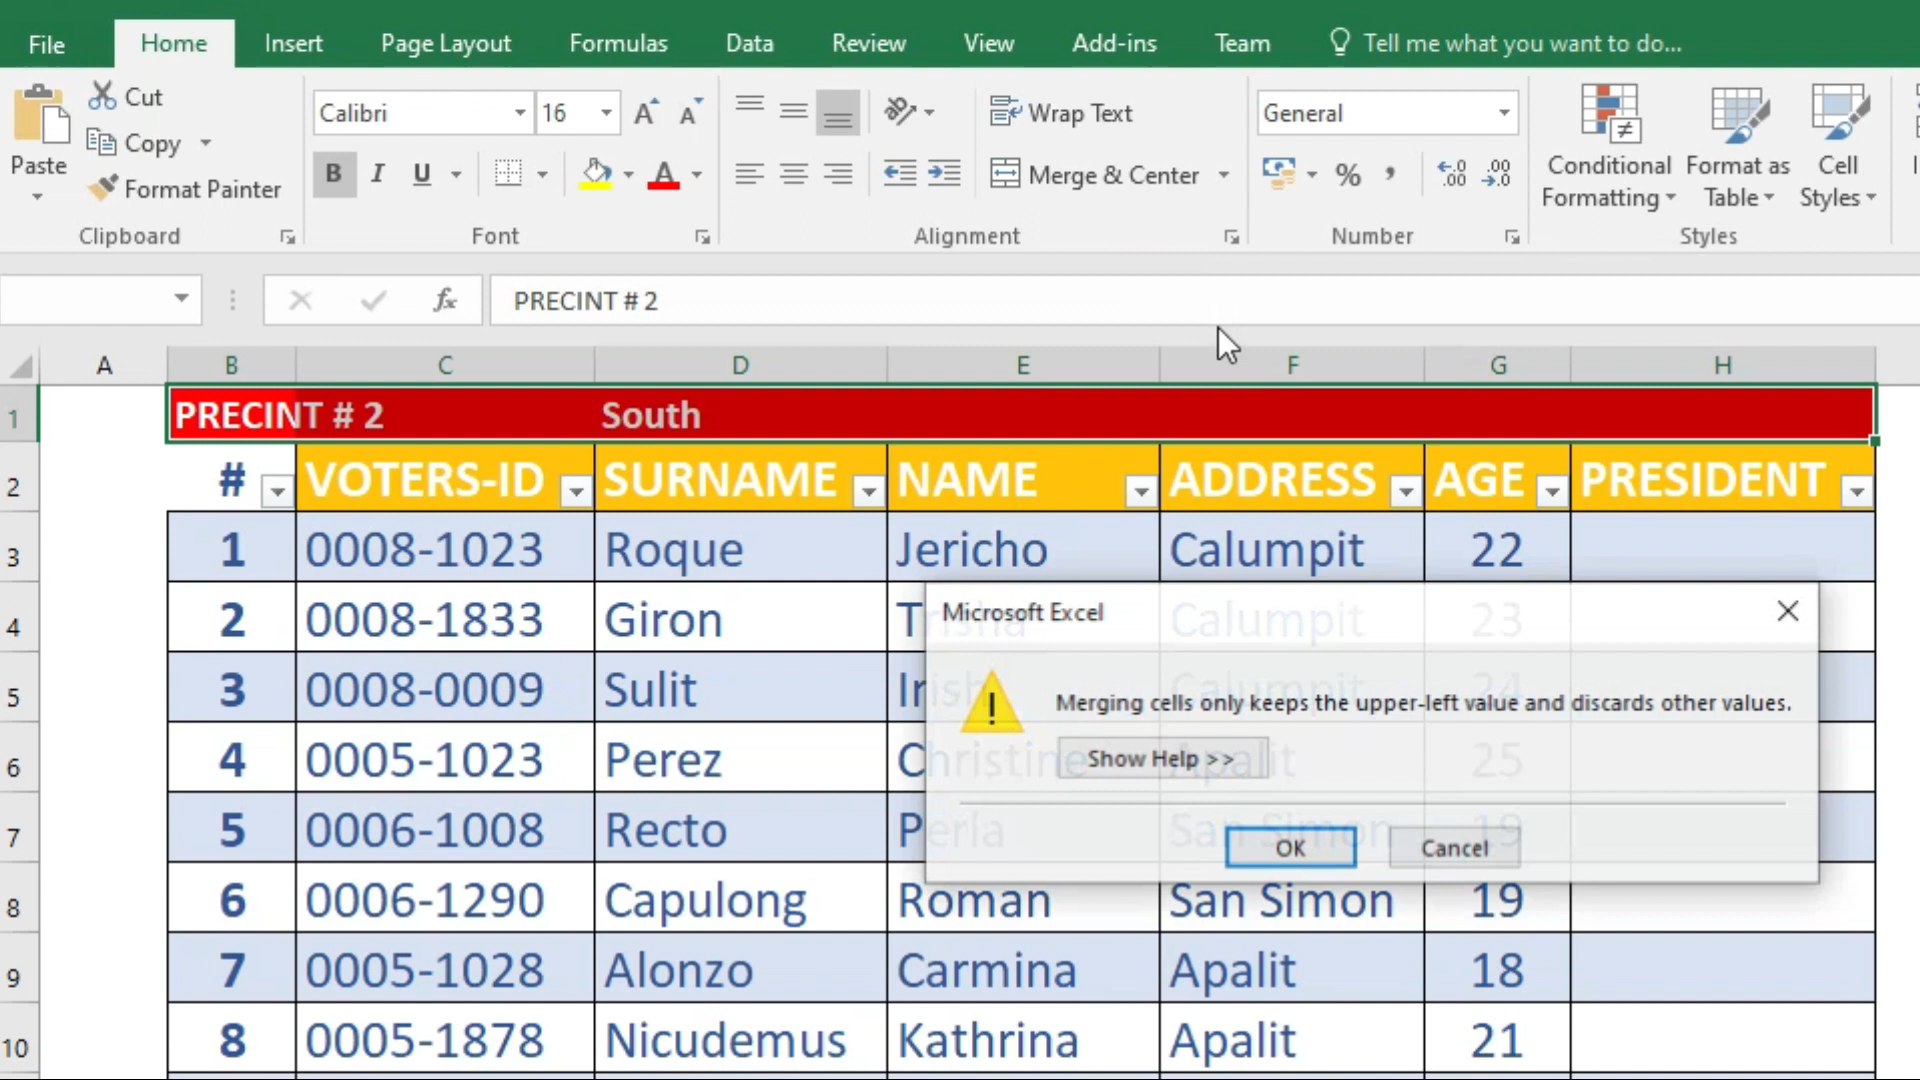 File Home Insert Page Layout Formulas Data Review View Add-ins Team Tell me what you want to do...
Paste
Cut
Copy
Format Painter
Clipboard
Calibri 16 A A
B I U A
Font
Wrap Text
Merge & Center
Alignment
General
% ,
Number
Conditional Formatting
Format as Table
Cell Styles
Styles
fx PRECINT # 2
A B C D E F G H
1 PRECINT # 2 South
2 # VOTERS-ID SURNAME NAME ADDRESS AGE PRESIDENT
3 1 0008-1023 Roque Jericho Calumpit 22
4 2 0008-1833 Giron Trisha Calumpit 23
5 3 0008-0009 Sulit Irish Calumpit 24
6 4 0005-1023 Perez Christine Apalit 25
7 5 0006-1008 Recto Perla San Simon 19
8 6 0006-1290 Capulong Roman San Simon 19
9 7 0005-1028 Alonzo Carmina Apalit 18
10 8 0005-1878 Nicudemus Kathrina Apalit 21
Microsoft Excel
! Merging cells only keeps the upper-left value and discards other values.
Show Help >>
OK Cancel